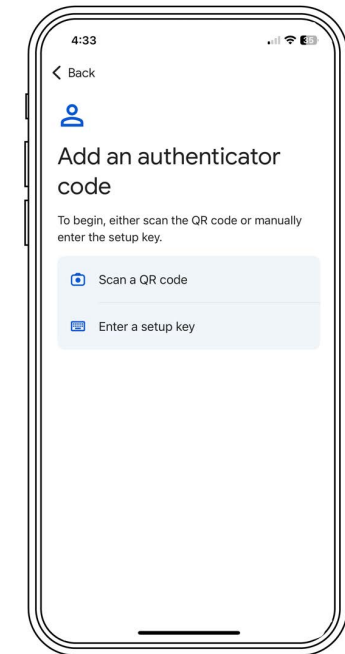 4:33
35
Back
Add an authenticator
code
To begin, either scan the QR code or manually
enter the setup key.
Scan a QR code
Enter a setup key